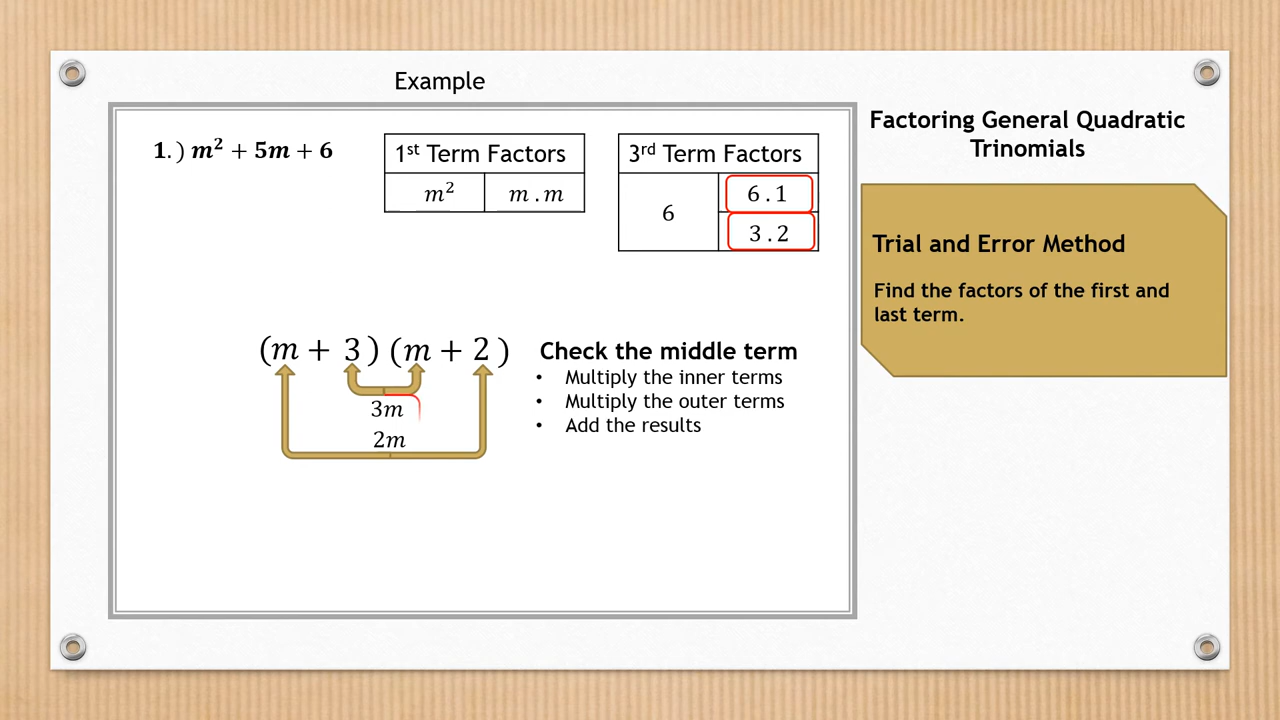 Example
Factoring General Quadratic
Trinomials
1.) m² + 5m + 6
1st Term Factors
m² m . m
3rd Term Factors
6
6 . 1
3 . 2
Trial and Error Method
Find the factors of the first and
last term.
(m + 3) (m + 2)
3m
2m
Check the middle term
• Multiply the inner terms
• Multiply the outer terms
• Add the results